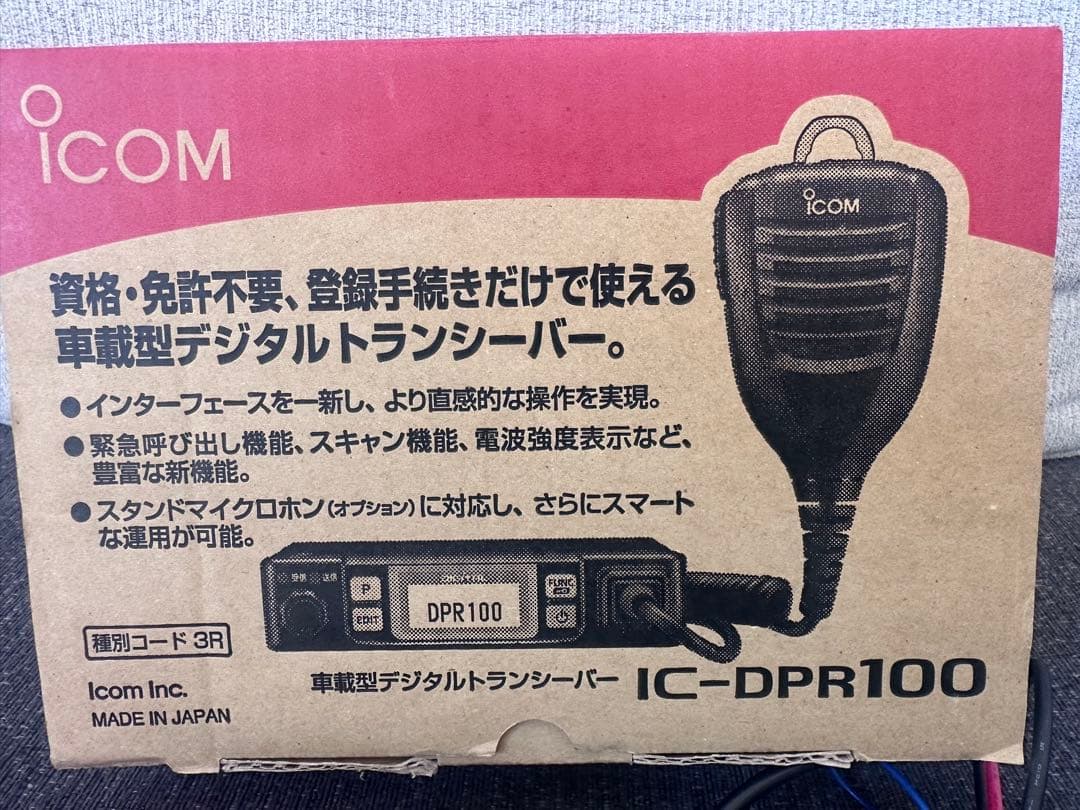 ICOM
ICOM
資格・免許不要、登録手続きだけで使える
車載型デジタルトランシーバー。
●インターフェースを一新し、より直感的な操作を実現。
●緊急呼び出し機能、スキャン機能、電波強度表示など、
豊富な新機能。
●スタンドマイクロホン(オプション)に対応し、さらにスマート
な運用が可能。
受信 送信
P
EDIT
DPR100
FUNC
種別コード 3R
車載型デジタルトランシーバー IC-DPR100
Icom Inc.
MADE IN JAPAN